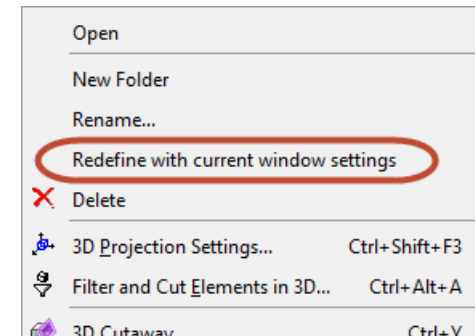 Open
New Folder
Rename...
Redefine with current window settings
Delete
3D Projection Settings... Ctrl+Shift+F3
Filter and Cut Elements in 3D... Ctrl+Alt+A
3D Cutaway Ctrl+Y